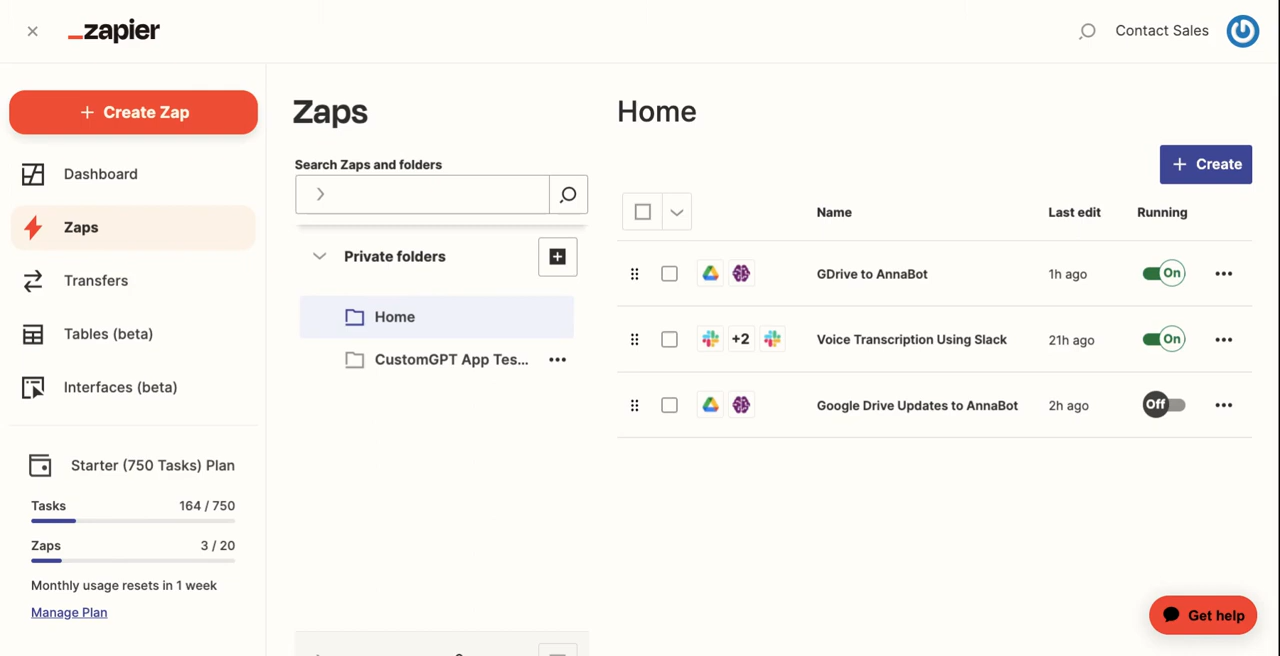 zapier
Contact Sales
+ Create Zap
Dashboard
Zaps
Transfers
Tables (beta)
Interfaces (beta)
Starter (750 Tasks) Plan
Tasks 164 / 750
Zaps 3 / 20
Monthly usage resets in 1 week
Manage Plan
Zaps
Search Zaps and folders
Private folders
Home
CustomGPT App Tes...
Home
+ Create
Name Last edit Running
GDrive to AnnaBot 1h ago On
+2 Voice Transcription Using Slack 21h ago On
Google Drive Updates to AnnaBot 2h ago Off
Get help